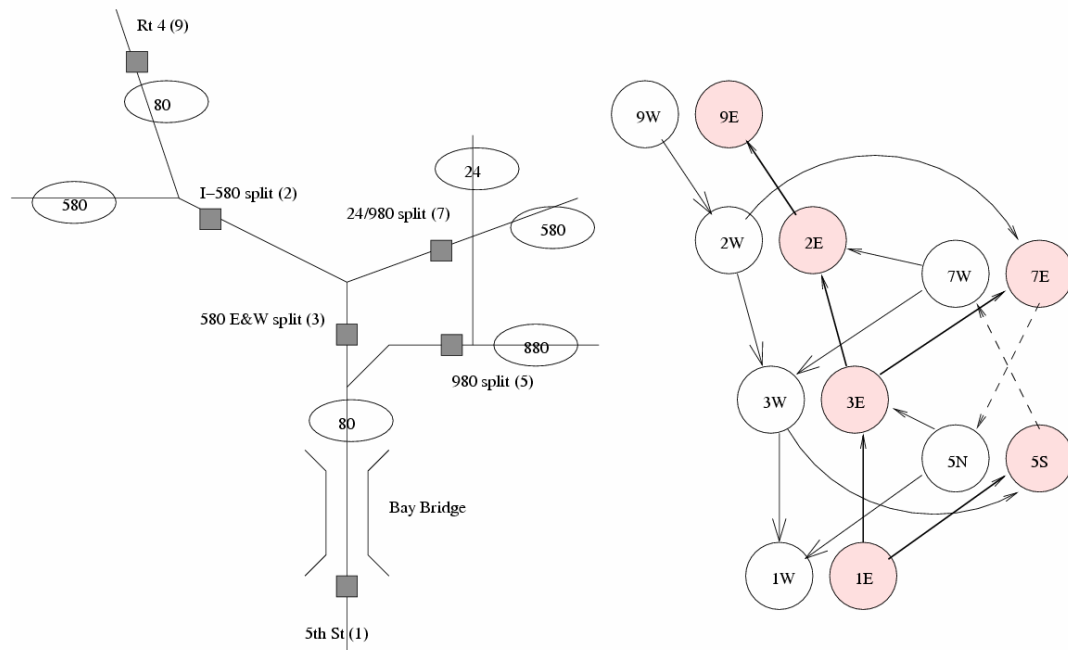 Rt 4 (9)
80
580
I–580 split (2)
24
24/980 split (7)
580
580 E&W split (3)
880
980 split (5)
80
Bay Bridge
5th St (1)
9W
9E
2W
2E
7W
7E
3W
3E
5N
5S
1W
1E